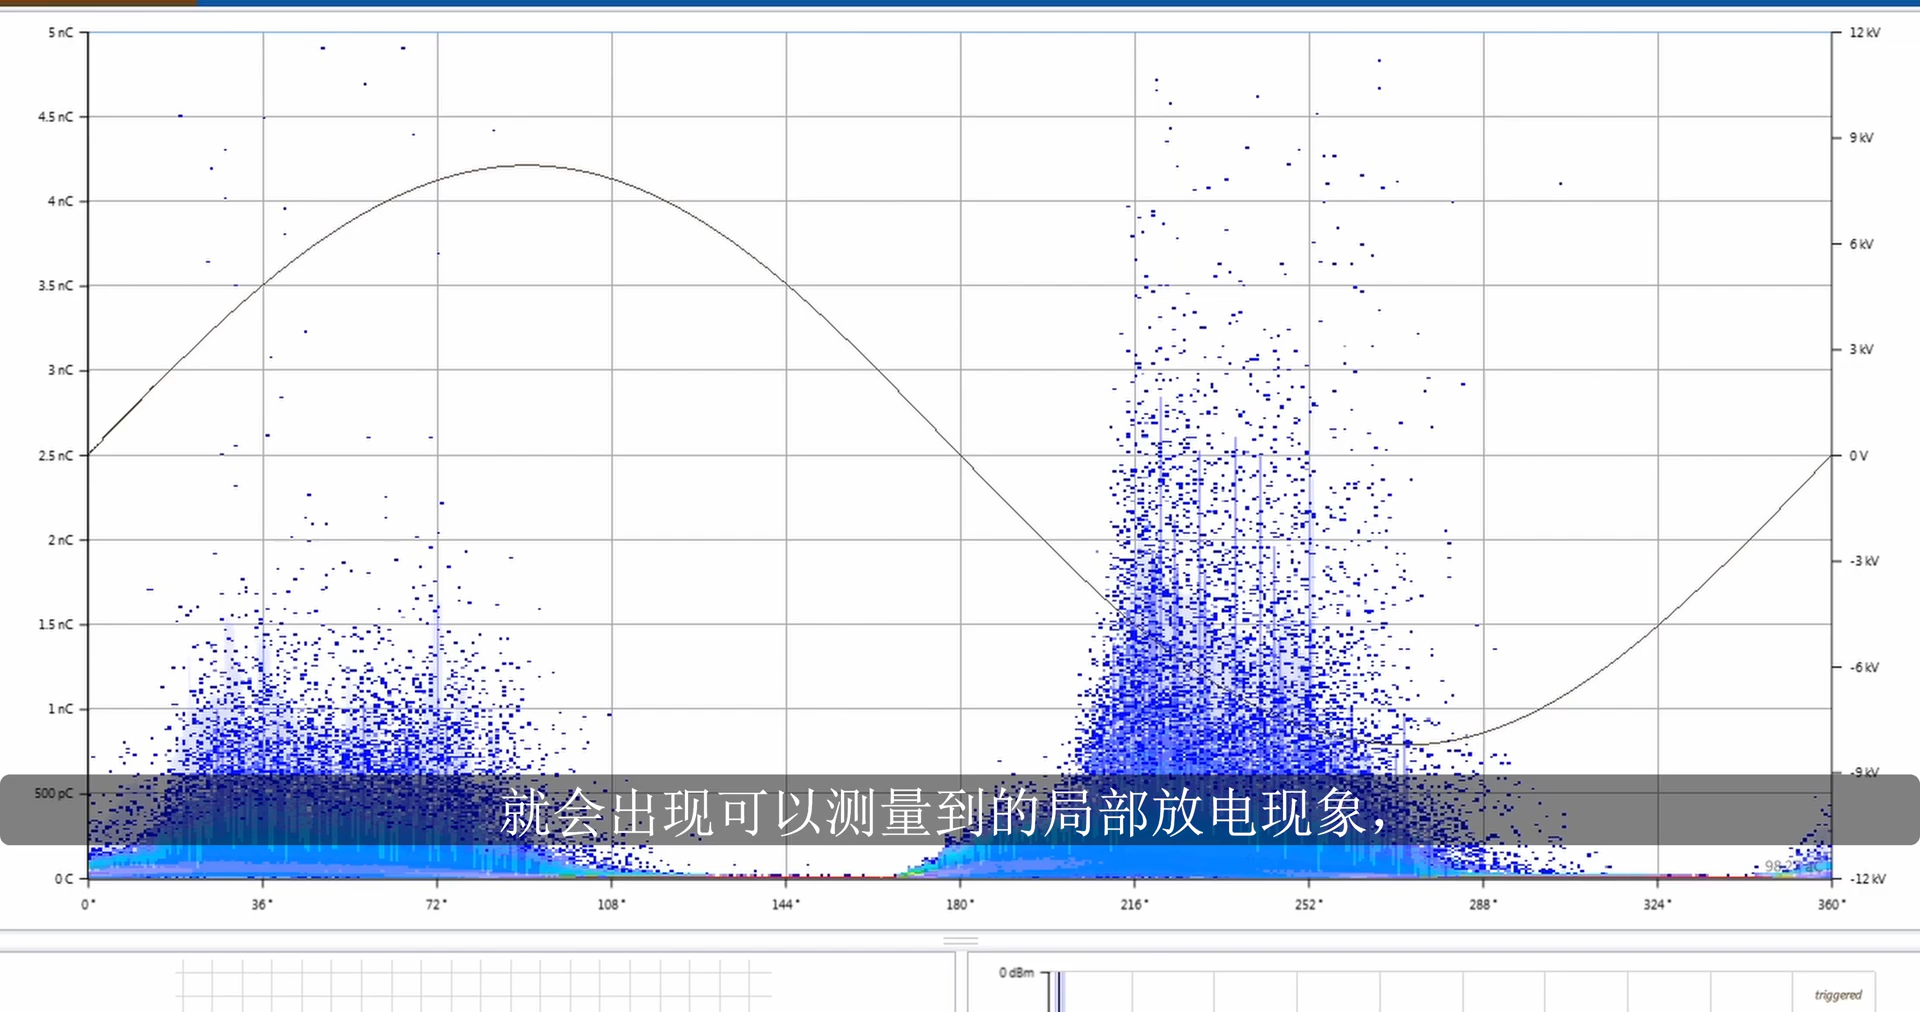 5 nC
12 kV
4.5 nC
9 kV
4 nC
6 kV
3.5 nC
3 nC
3 kV
2.5 nC
0 V
2 nC
-3 kV
1.5 nC
-6 kV
1 nC
-9 kV
500 pC
就会出现可以测量到的局部放电现象，
0 C
-12 kV
0°
36°
72°
108°
144°
180°
216°
252°
288°
324°
360°
0 dBm
triggered